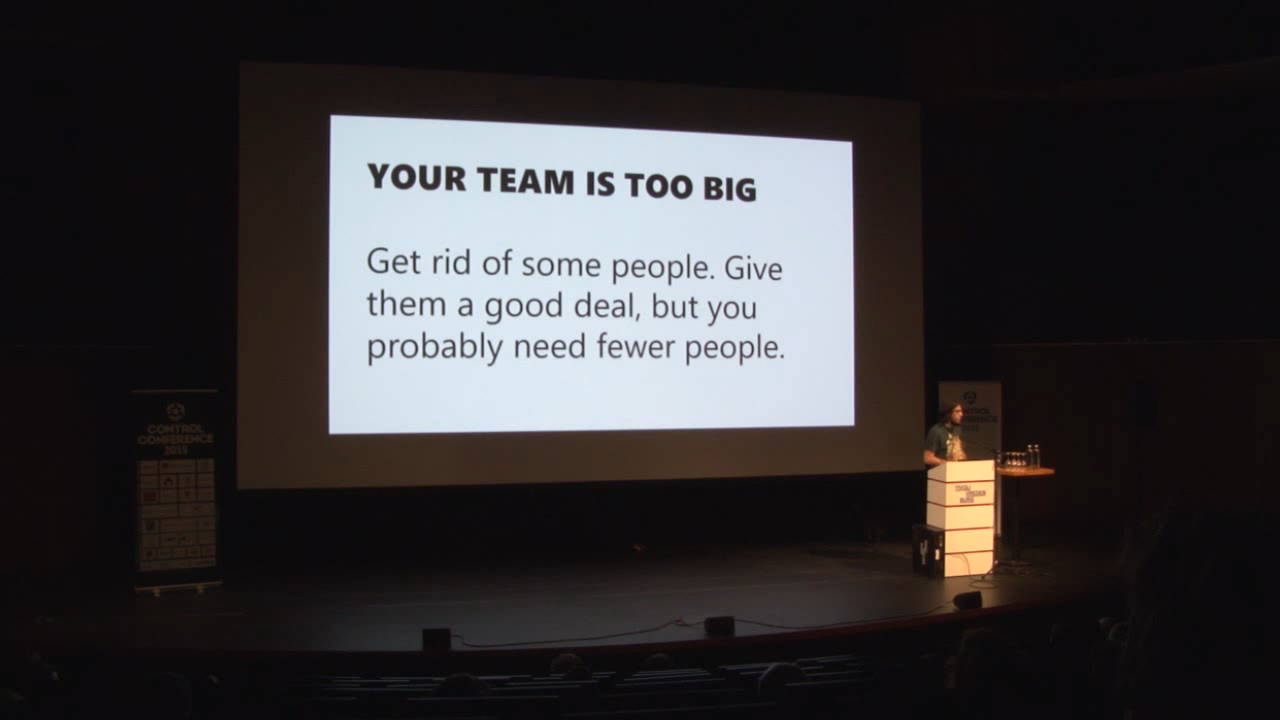 YOUR TEAM IS TOO BIG
Get rid of some people. Give
them a good deal, but you
probably need fewer people.
CONTROL
CONFERENCE
2015